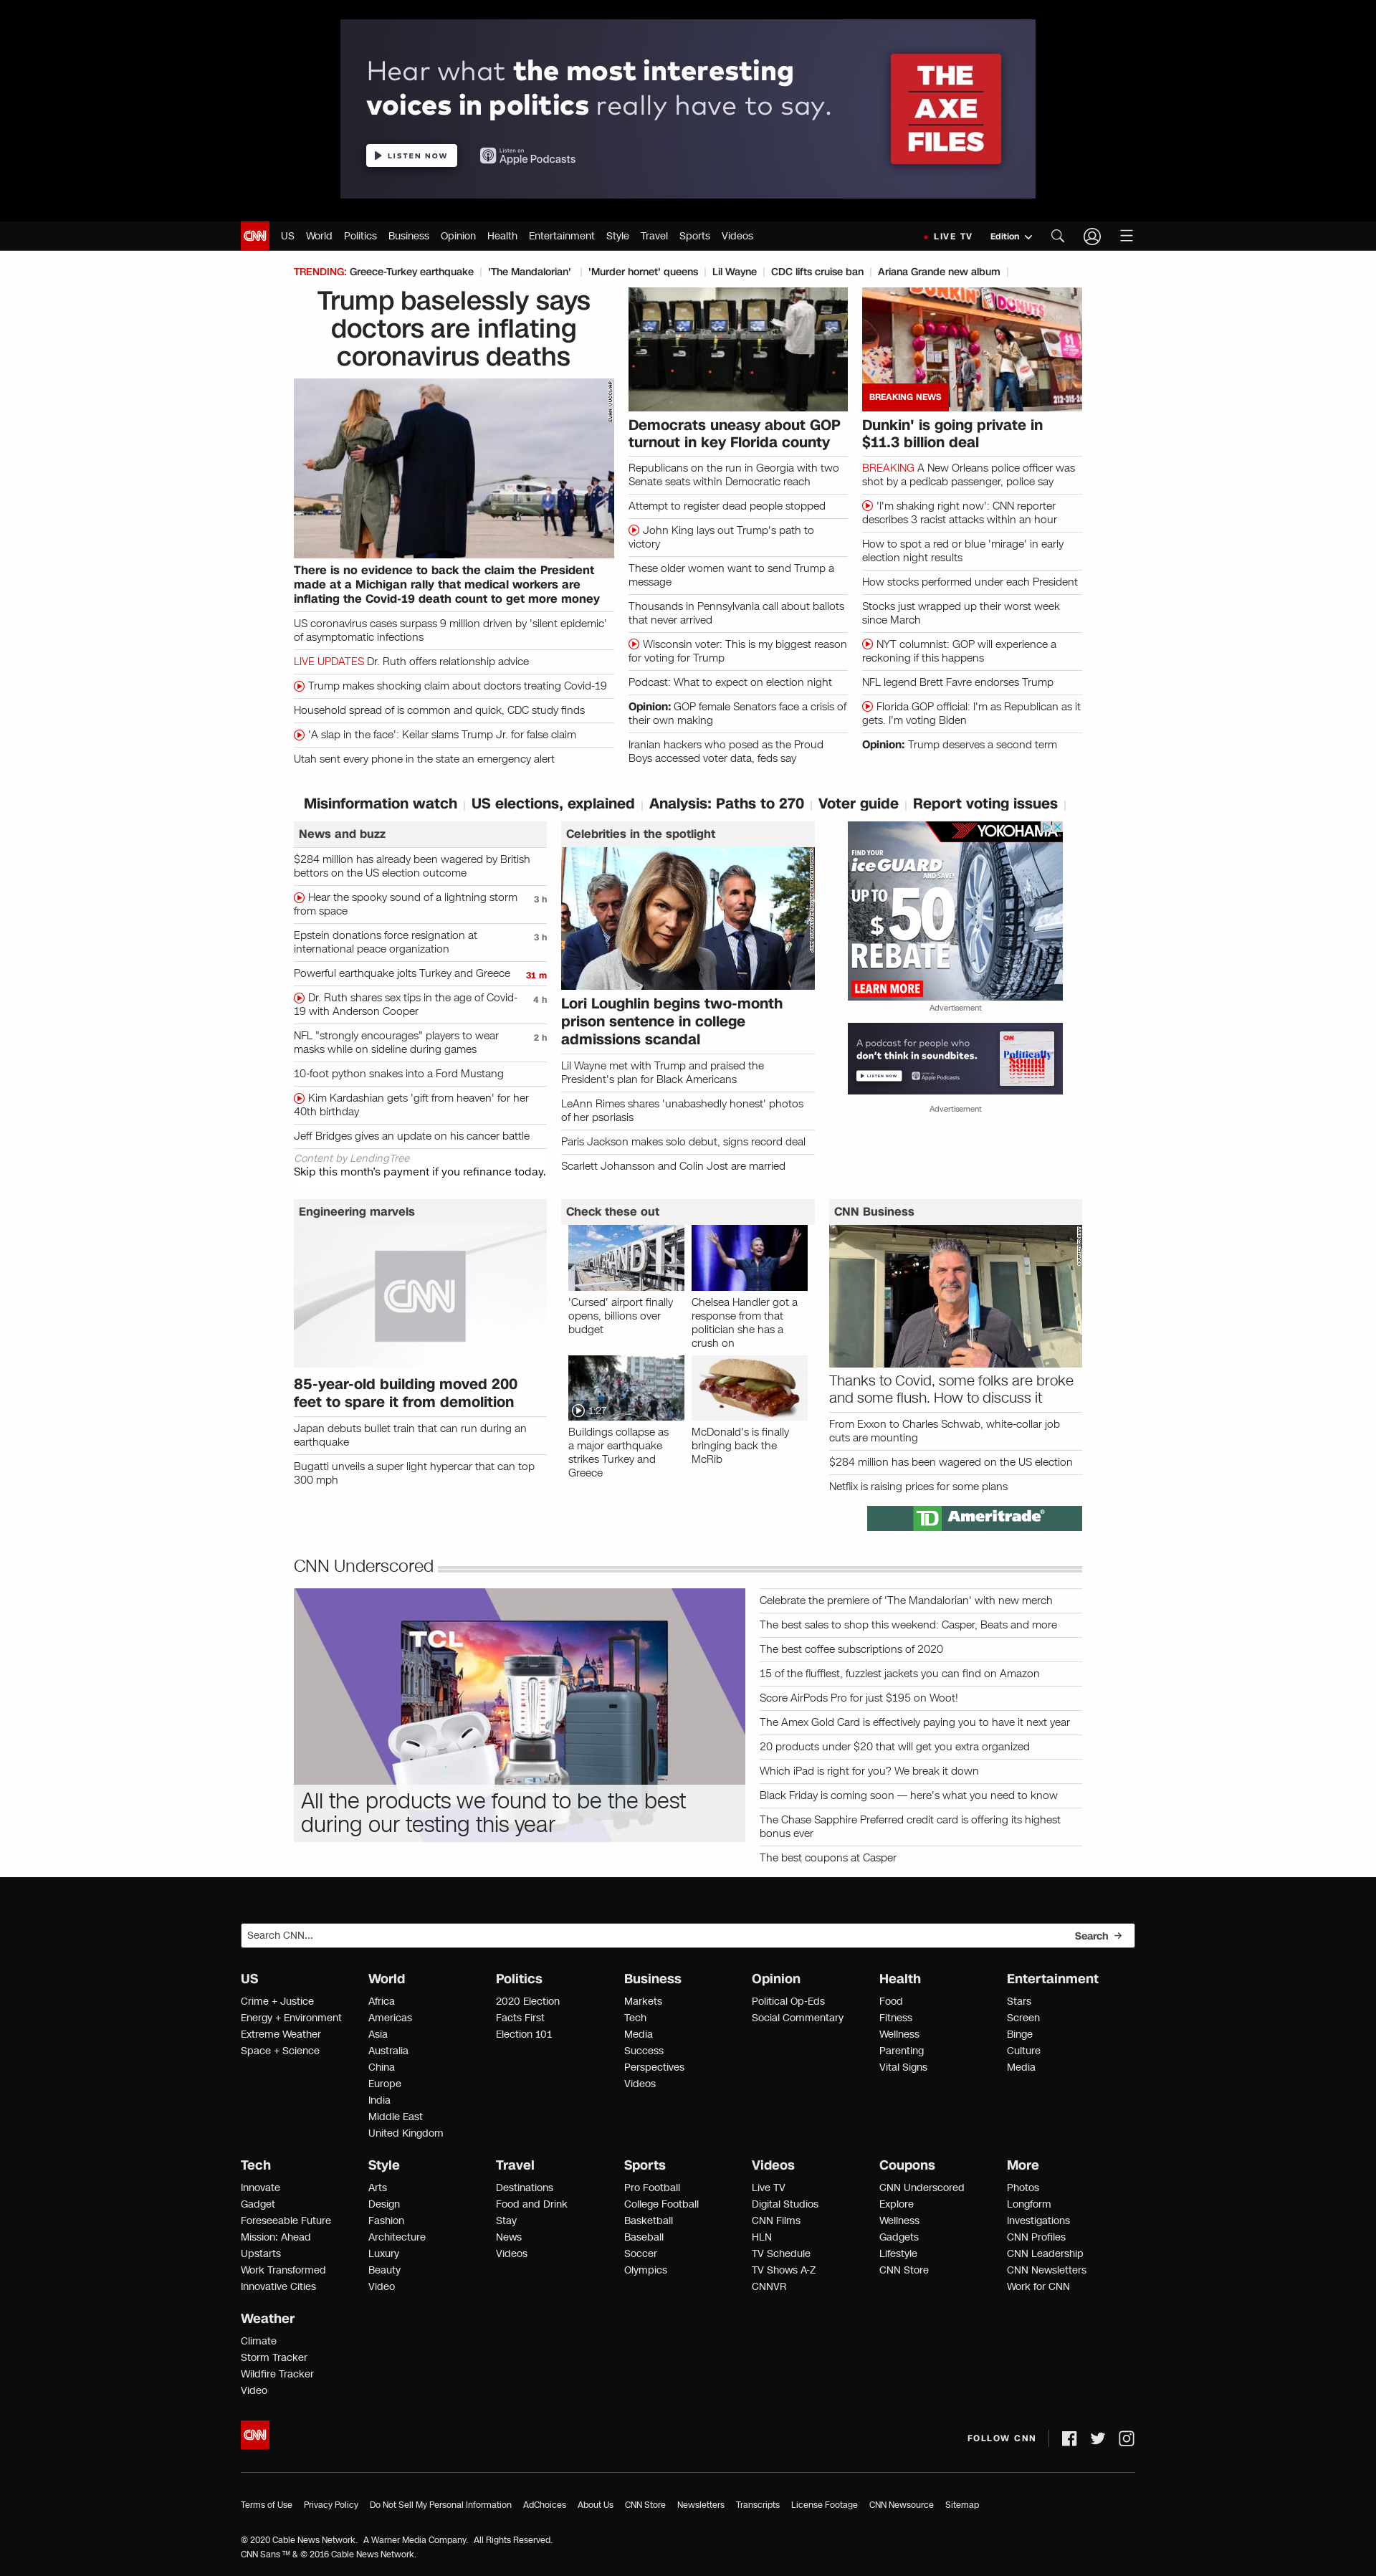 Hear what the most interesting
voices in politics really have to say.
LISTEN NOW
Listen on
Apple Podcasts
THE
AXE
FILES
CNN
US World Politics Business Opinion Health Entertainment Style Travel Sports Videos
LIVE TV
Edition
TRENDING: Greece-Turkey earthquake | 'The Mandalorian' | 'Murder hornet' queens | Lil Wayne | CDC lifts cruise ban | Ariana Grande new album |
Trump baselessly says
doctors are inflating
coronavirus deaths
EVAN VUCCI/AP
There is no evidence to back the claim the President
made at a Michigan rally that medical workers are
inflating the Covid-19 death count to get more money
US coronavirus cases surpass 9 million driven by 'silent epidemic'
of asymptomatic infections
LIVE UPDATES Dr. Ruth offers relationship advice
Trump makes shocking claim about doctors treating Covid-19
Household spread of is common and quick, CDC study finds
'A slap in the face': Keilar slams Trump Jr. for false claim
Utah sent every phone in the state an emergency alert
Democrats uneasy about GOP
turnout in key Florida county
Republicans on the run in Georgia with two
Senate seats within Democratic reach
Attempt to register dead people stopped
John King lays out Trump's path to
victory
These older women want to send Trump a
message
Thousands in Pennsylvania call about ballots
that never arrived
Wisconsin voter: This is my biggest reason
for voting for Trump
Podcast: What to expect on election night
Opinion: GOP female Senators face a crisis of
their own making
Iranian hackers who posed as the Proud
Boys accessed voter data, feds say
DUNKIN'
$1
212-315-16
BREAKING NEWS
Dunkin' is going private in
$11.3 billion deal
BREAKING A New Orleans police officer was
shot by a pedicab passenger, police say
'I'm shaking right now': CNN reporter
describes 3 racist attacks within an hour
How to spot a red or blue 'mirage' in early
election night results
How stocks performed under each President
Stocks just wrapped up their worst week
since March
NYT columnist: GOP will experience a
reckoning if this happens
NFL legend Brett Favre endorses Trump
Florida GOP official: I'm as Republican as it
gets. I'm voting Biden
Opinion: Trump deserves a second term
Misinformation watch | US elections, explained | Analysis: Paths to 270 | Voter guide | Report voting issues |
News and buzz
$284 million has already been wagered by British
bettors on the US election outcome
Hear the spooky sound of a lightning storm
from space
3 h
Epstein donations force resignation at
international peace organization
3 h
Powerful earthquake jolts Turkey and Greece
31 m
Dr. Ruth shares sex tips in the age of Covid-
19 with Anderson Cooper
4 h
NFL "strongly encourages" players to wear
masks while on sideline during games
2 h
10-foot python snakes into a Ford Mustang
Kim Kardashian gets 'gift from heaven' for her
40th birthday
Jeff Bridges gives an update on his cancer battle
Content by LendingTree
Skip this month's payment if you refinance today.
Celebrities in the spotlight
Lori Loughlin begins two-month
prison sentence in college
admissions scandal
Lil Wayne met with Trump and praised the
President's plan for Black Americans
LeAnn Rimes shares 'unabashedly honest' photos
of her psoriasis
Paris Jackson makes solo debut, signs record deal
Scarlett Johansson and Colin Jost are married
YOKOHAMA
FIND YOUR
iceGUARD
AND SAVE!
UP TO
$50
REBATE
LEARN MORE
Advertisement
A podcast for people who
don't think in soundbites.
LISTEN NOW
Apple Podcasts
CNN
Politically
Sound
Advertisement
Engineering marvels
CNN
85-year-old building moved 200
feet to spare it from demolition
Japan debuts bullet train that can run during an
earthquake
Bugatti unveils a super light hypercar that can top
300 mph
Check these out
'Cursed' airport finally
opens, billions over
budget
Chelsea Handler got a
response from that
politician she has a
crush on
1:27
Buildings collapse as
a major earthquake
strikes Turkey and
Greece
McDonald's is finally
bringing back the
McRib
CNN Business
Thanks to Covid, some folks are broke
and some flush. How to discuss it
From Exxon to Charles Schwab, white-collar job
cuts are mounting
$284 million has been wagered on the US election
Netflix is raising prices for some plans
TD Ameritrade®
CNN Underscored
TCL
All the products we found to be the best
during our testing this year
Celebrate the premiere of 'The Mandalorian' with new merch
The best sales to shop this weekend: Casper, Beats and more
The best coffee subscriptions of 2020
15 of the fluffiest, fuzziest jackets you can find on Amazon
Score AirPods Pro for just $195 on Woot!
The Amex Gold Card is effectively paying you to have it next year
20 products under $20 that will get you extra organized
Which iPad is right for you? We break it down
Black Friday is coming soon — here's what you need to know
The Chase Sapphire Preferred credit card is offering its highest
bonus ever
The best coupons at Casper
Search CNN...
Search →
US
Crime + Justice
Energy + Environment
Extreme Weather
Space + Science
World
Africa
Americas
Asia
Australia
China
Europe
India
Middle East
United Kingdom
Politics
2020 Election
Facts First
Election 101
Business
Markets
Tech
Media
Success
Perspectives
Videos
Opinion
Political Op-Eds
Social Commentary
Health
Food
Fitness
Wellness
Parenting
Vital Signs
Entertainment
Stars
Screen
Binge
Culture
Media
Tech
Innovate
Gadget
Foreseeable Future
Mission: Ahead
Upstarts
Work Transformed
Innovative Cities
Style
Arts
Design
Fashion
Architecture
Luxury
Beauty
Video
Travel
Destinations
Food and Drink
Stay
News
Videos
Sports
Pro Football
College Football
Basketball
Baseball
Soccer
Olympics
Videos
Live TV
Digital Studios
CNN Films
HLN
TV Schedule
TV Shows A-Z
CNNVR
Coupons
CNN Underscored
Explore
Wellness
Gadgets
Lifestyle
CNN Store
More
Photos
Longform
Investigations
CNN Profiles
CNN Leadership
CNN Newsletters
Work for CNN
Weather
Climate
Storm Tracker
Wildfire Tracker
Video
CNN
FOLLOW CNN
Terms of Use Privacy Policy Do Not Sell My Personal Information AdChoices About Us CNN Store Newsletters Transcripts License Footage CNN Newsource Sitemap
© 2020 Cable News Network. A Warner Media Company. All Rights Reserved.
CNN Sans ™ & © 2016 Cable News Network.